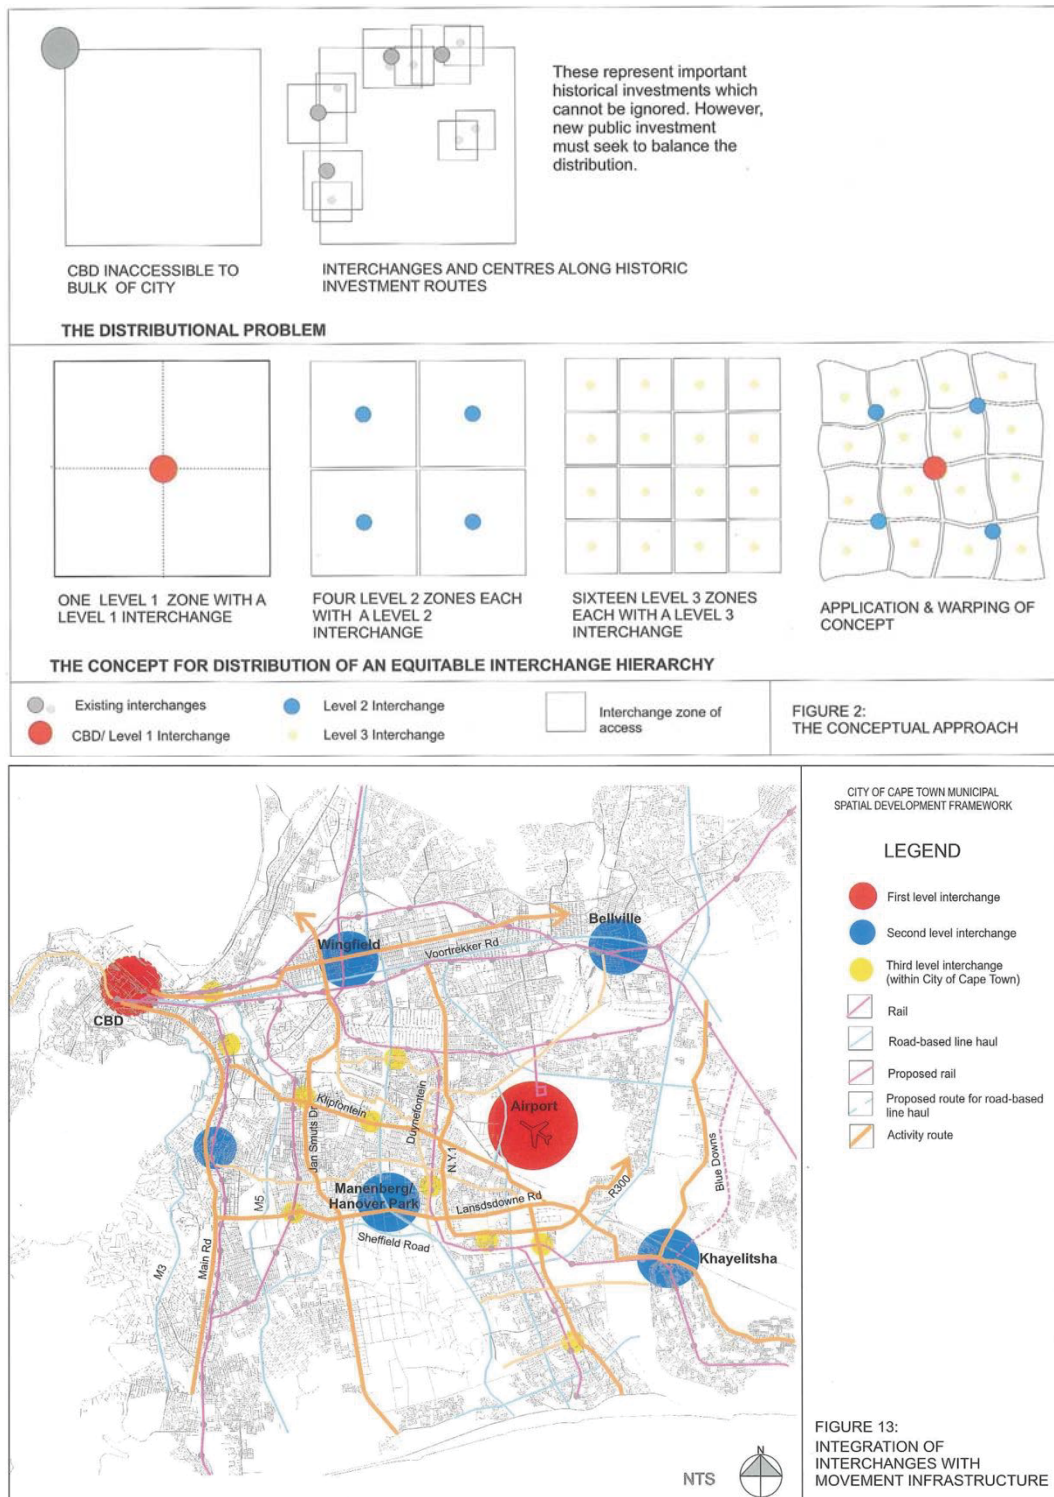 These represent important
historical investments which
cannot be ignored. However,
new public investment
must seek to balance the
distribution.
CBD INACCESSIBLE TO
BULK OF CITY
INTERCHANGES AND CENTRES ALONG HISTORIC
INVESTMENT ROUTES
THE DISTRIBUTIONAL PROBLEM
ONE LEVEL 1 ZONE WITH A
LEVEL 1 INTERCHANGE
FOUR LEVEL 2 ZONES EACH
WITH A LEVEL 2
INTERCHANGE
SIXTEEN LEVEL 3 ZONES
EACH WITH A LEVEL 3
INTERCHANGE
APPLICATION & WARPING OF
CONCEPT
THE CONCEPT FOR DISTRIBUTION OF AN EQUITABLE INTERCHANGE HIERARCHY
Existing interchanges
CBD/ Level 1 Interchange
Level 2 Interchange
Level 3 Interchange
Interchange zone of
access
FIGURE 2:
THE CONCEPTUAL APPROACH
CITY OF CAPE TOWN MUNICIPAL
SPATIAL DEVELOPMENT FRAMEWORK
LEGEND
First level interchange
Second level interchange
Third level interchange
(within City of Cape Town)
Rail
Road-based line haul
Proposed rail
Proposed route for road-based
line haul
Activity route
Bellville
Wingfield
Voortrekker Rd
CBD
Klipfontein
Jan Smuts Dr
Duynefontein
N.Y.1
Airport
Blue Downs
Manenberg/
Hanover Park
Lansdsdowne Rd
R300
M5
Sheffield Road
Main Rd
M3
Khayelitsha
NTS
N
FIGURE 13:
INTEGRATION OF
INTERCHANGES WITH
MOVEMENT INFRASTRUCTURE